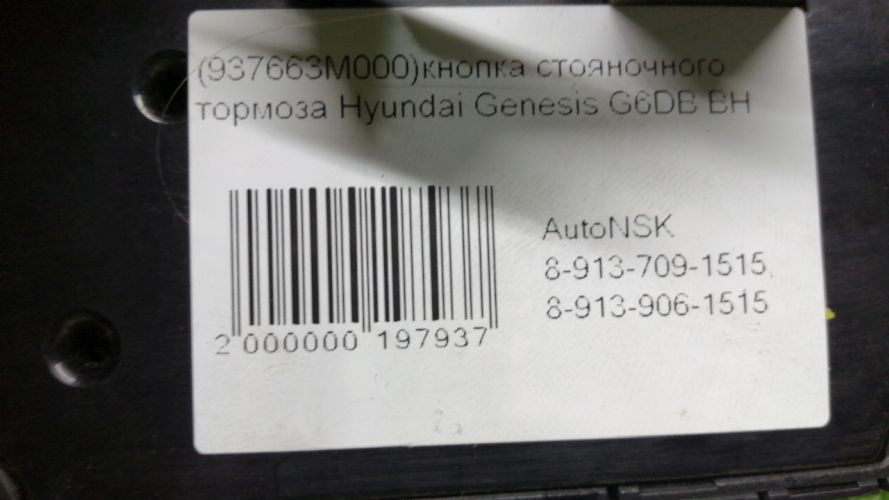 (937663M000)кнопка стояночного
тормоза Hyundai Genesis G6DB BH
AutoNSK
8-913-709-1515,
8-913-906-1515
2 000000 197937